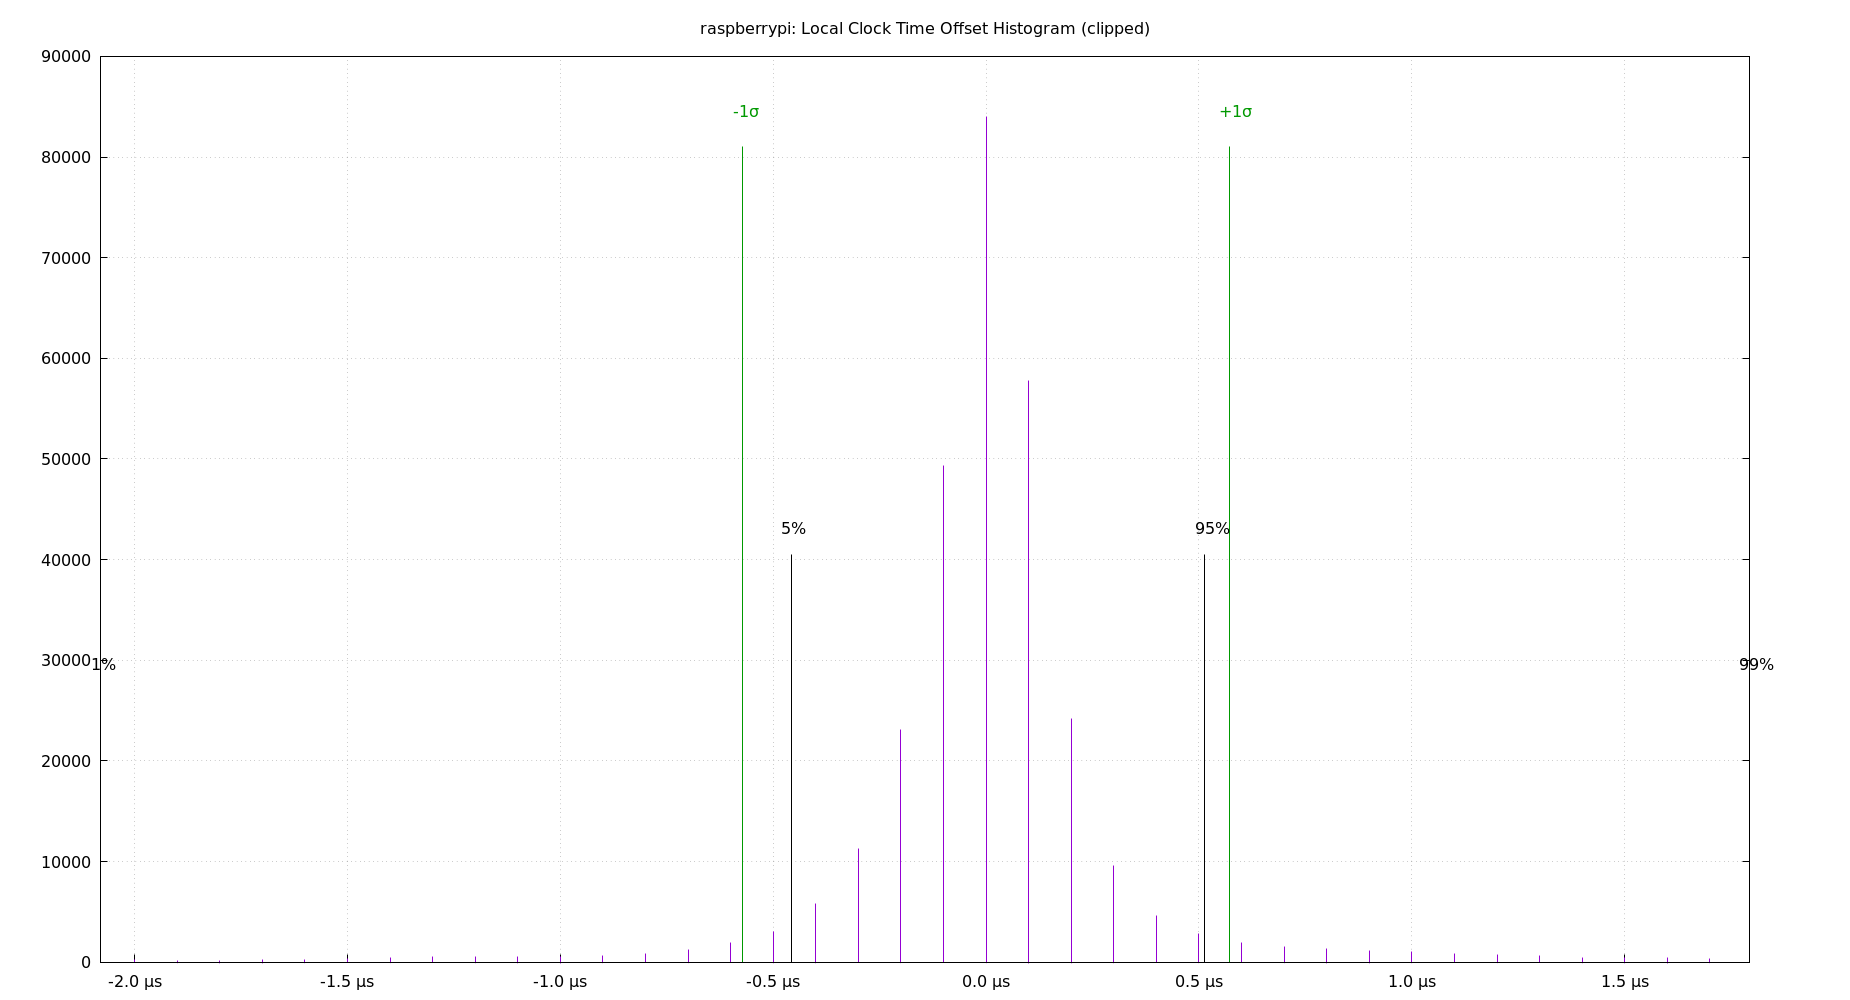 raspberrypi: Local Clock Time Offset Histogram (clipped)
90000
-1σ +1σ
80000
70000
60000
50000
5% 95%
40000
30000 1% 99%
20000
10000
0
-2.0 µs -1.5 µs -1.0 µs -0.5 µs 0.0 µs 0.5 µs 1.0 µs 1.5 µs